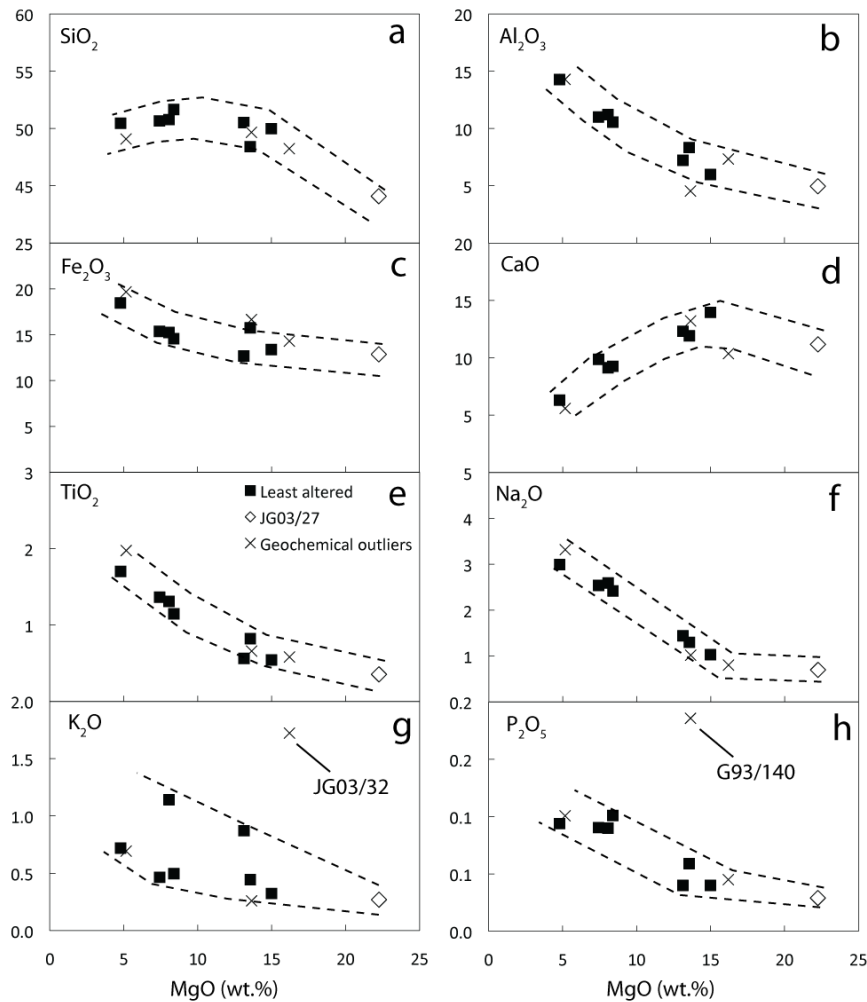 60
SiO₂
a
55
50
45
20
Al₂O₃
b
15
10
5
25
Fe₂O₃
c
20
15
10
20
CaO
d
15
10
5
3
TiO₂
e
Least altered
JG03/27
Geochemical outliers
2
1
5
Na₂O
f
4
3
2
1
2.0
K₂O
g
1.5
JG03/32
1.0
0.5
0.0
0 5 10 15 20 25
MgO (wt.%)
0.2
P₂O₅
h
G93/140
0.2
0.1
0.1
0.0
0 5 10 15 20 25
MgO (wt.%)